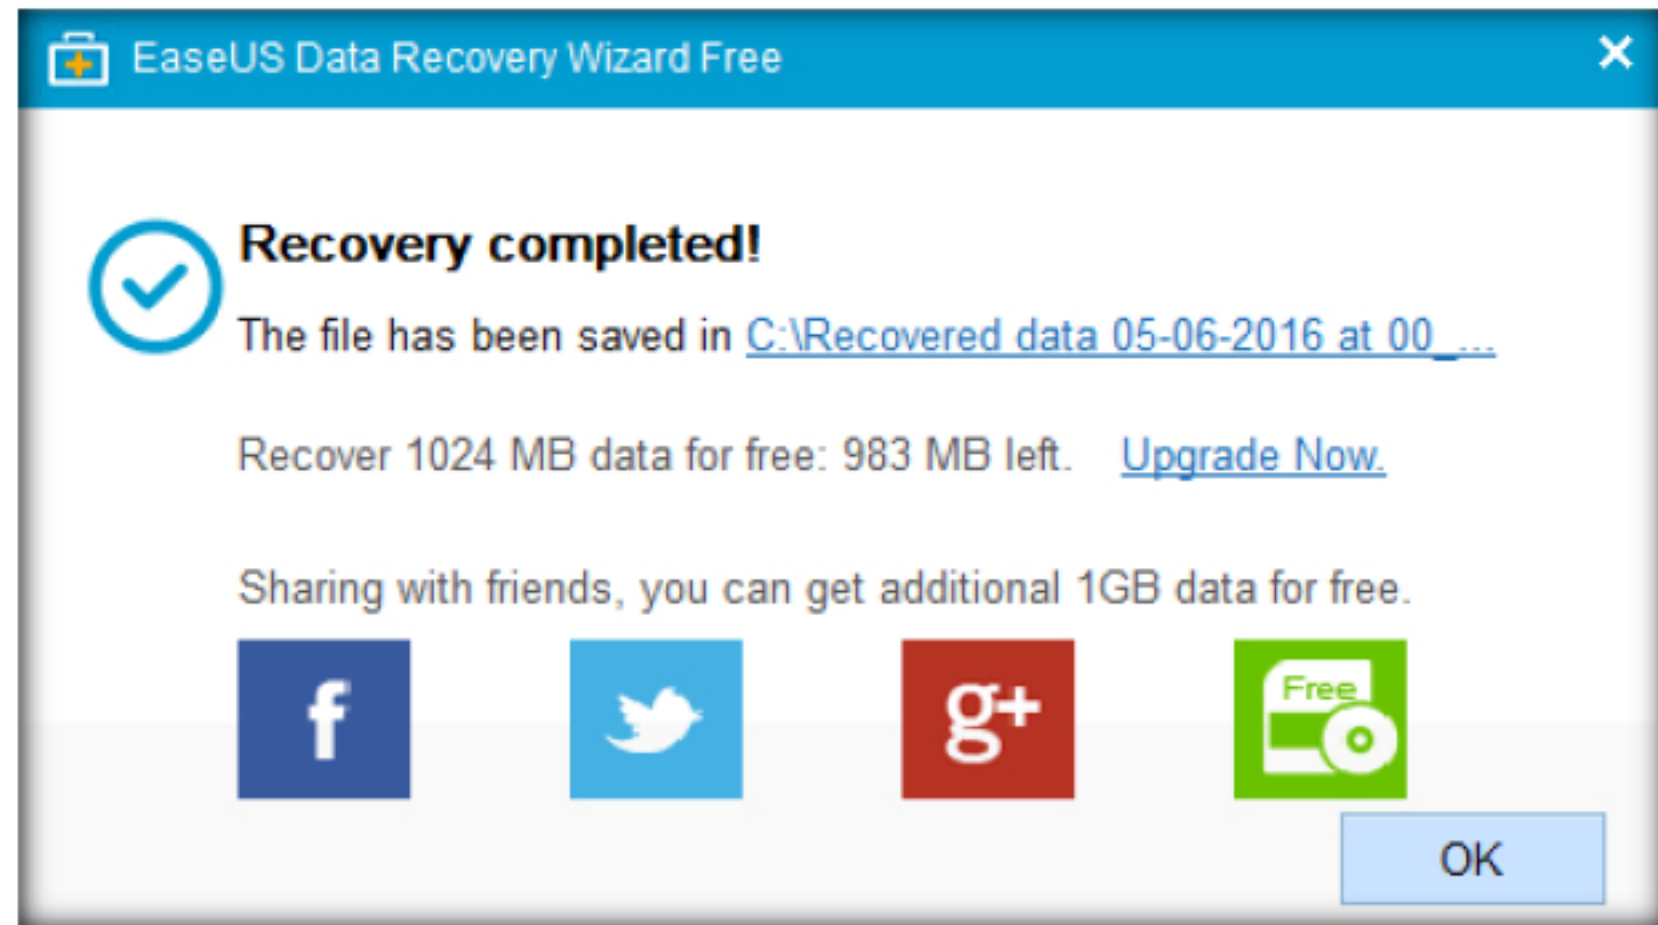 EaseUS Data Recovery Wizard Free
Recovery completed!
The file has been saved in C:\Recovered data 05-06-2016 at 00_...
Recover 1024 MB data for free: 983 MB left. Upgrade Now.
Sharing with friends, you can get additional 1GB data for free.
f g+ Free
OK